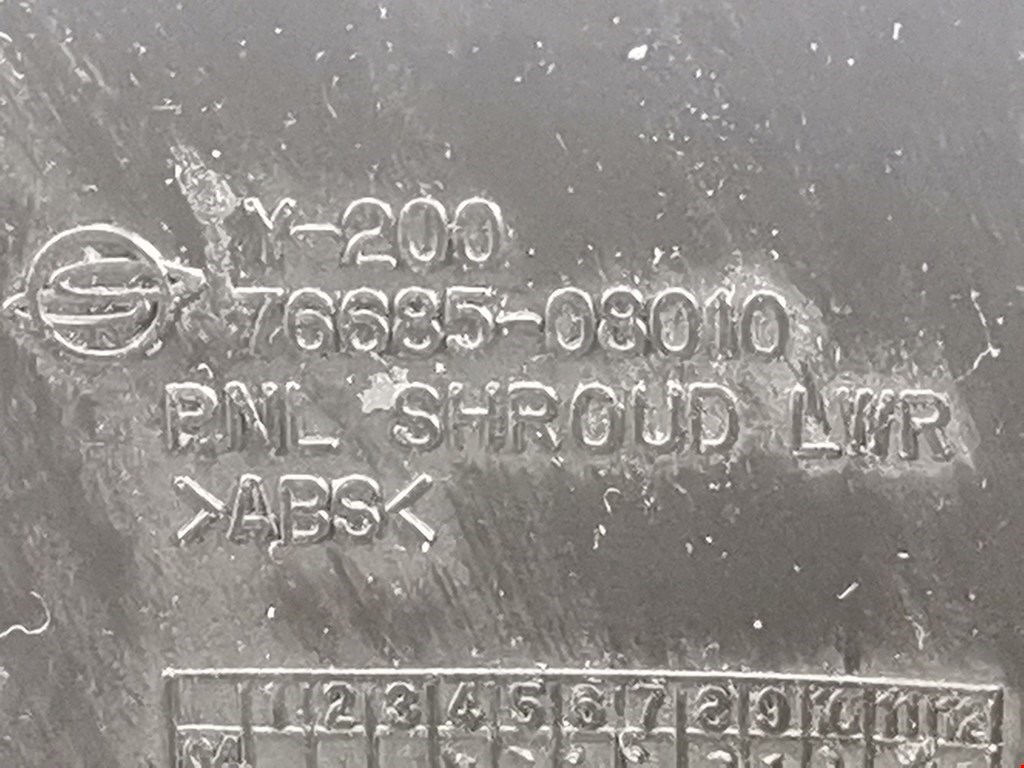 Y-200
76685-08010
PNL SHROUD LWR
>ABS<
1 2 3 4 5 6 7 8 9 10 11 12